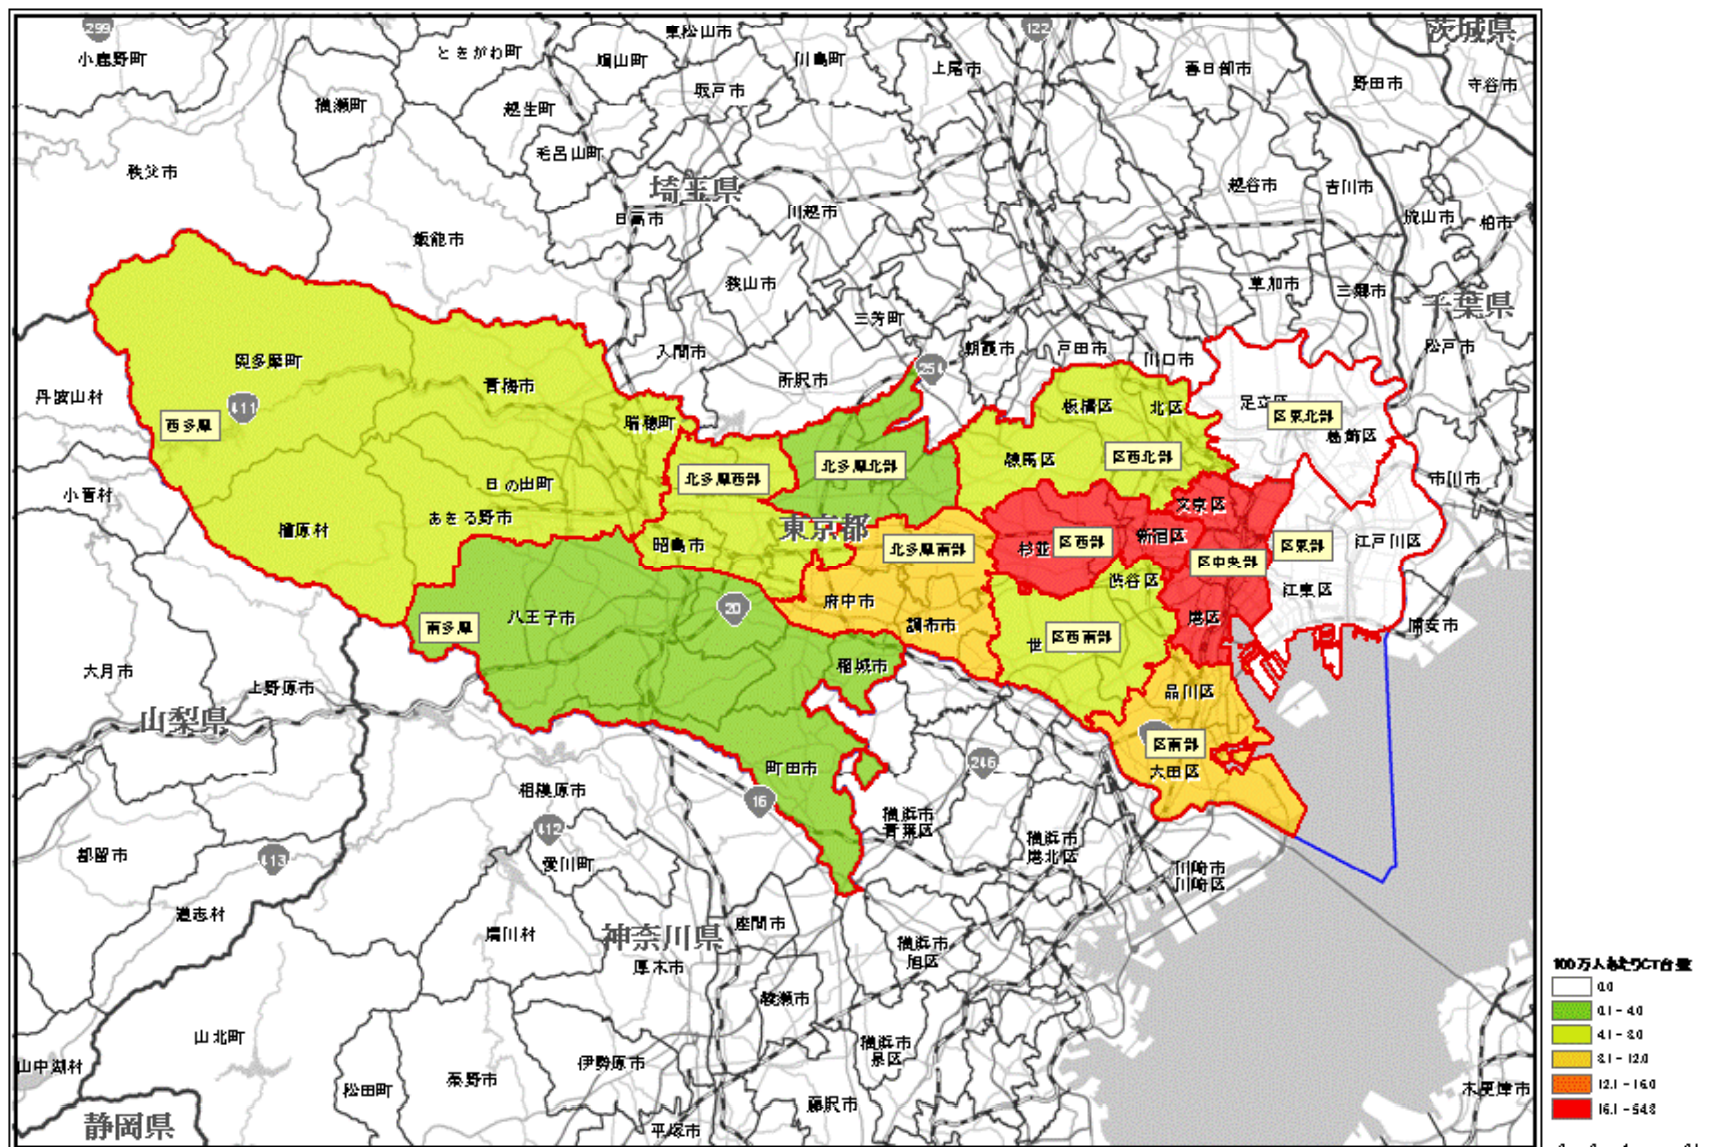 299
小鹿野町
ときがわ町
東松山市
鳩山町
川島町
122
上尾市
春日部市
茨城県
野田市
守谷市
横瀬町
越生町
坂戸市
毛呂山町
秩父市
埼玉県
越谷市
吉川市
流山市
柏市
日高市
川越市
飯能市
狭山市
草加市
三郷市
千葉県
三芳町
入間市
所沢市
254
朝霞市
戸田市
川口市
松戸市
奥多摩町
青梅市
丹波山村
411
西多摩
瑞穂町
板橋区
北区
足立区
区東北部
葛飾区
練馬区
区西北部
北多摩西部
北多摩北部
市川市
小菅村
日の出町
あきる野市
檜原村
東京都
昭島市
北多摩南部
杉並
区西部
新宿区
文京区
区中央部
区東部
江戸川区
渋谷区
江東区
府中市
調布市
港区
浦安市
20
八王子市
南多摩
世
区西南部
稲城市
大月市
上野原市
山梨県
品川区
区南部
大田区
町田市
246
16
相模原市
412
横浜市
青葉区
横浜市
港北区
川崎市
川崎区
都留市
413
愛川町
道志村
清川村
神奈川県
座間市
厚木市
横浜市
旭区
綾瀬市
山北町
山中湖村
松田町
秦野市
伊勢原市
横浜市
泉区
藤沢市
平塚市
静岡県
木更津市
100万人あたりCT台数
0.0
0.1 - 4.0
4.1 - 8.0
8.1 - 12.0
12.1 - 16.0
16.1 - 54.8